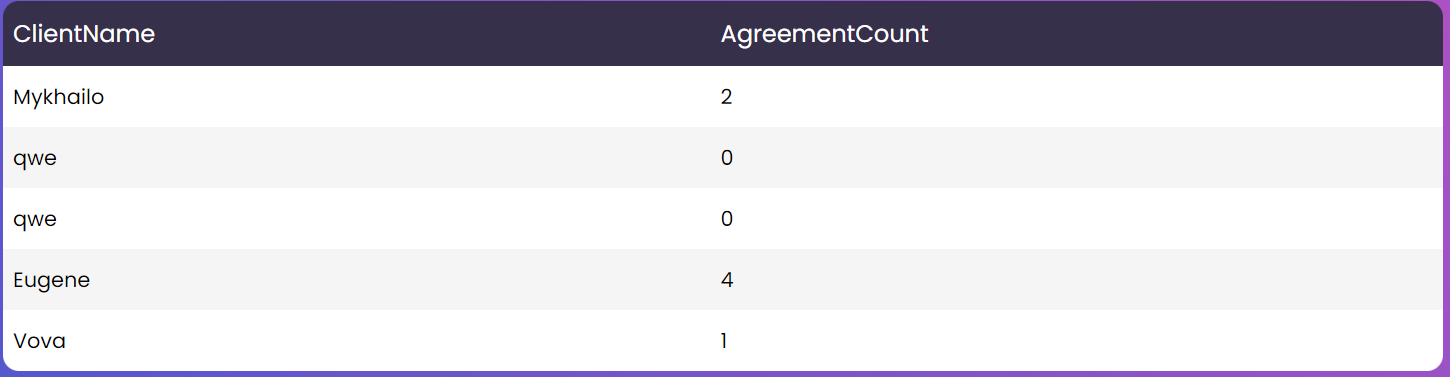 ClientName AgreementCount
Mykhailo 2
qwe 0
qwe 0
Eugene 4
Vova 1